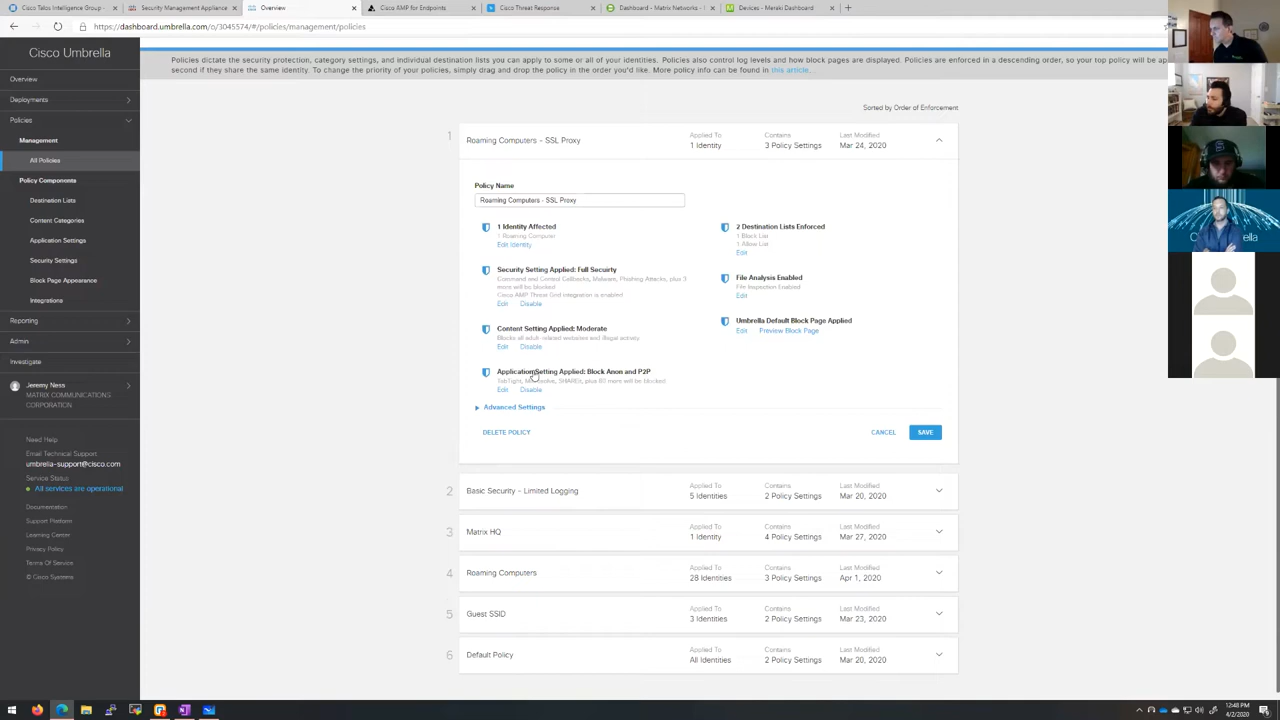 Cisco Talos Intelligence Group -
Security Management Appliance
Overview
Cisco AMP for Endpoints
Cisco Threat Response
Dashboard - Matrix Networks -
Devices - Meraki Dashboard
https://dashboard.umbrella.com/o/3045574/#/policies/management/policies
Cisco Umbrella
Overview
Deployments
Policies
Management
All Policies
Policy Components
Destination Lists
Content Categories
Application Settings
Security Settings
Block Page Appearance
Integrations
Reporting
Admin
Investigate
Jeremy Ness
MATRIX COMMUNICATIONS
CORPORATION
Need Help
Email Technical Support
umbrella-support@cisco.com
Service Status
All services are operational
Documentation
Support Platform
Learning Center
Privacy Policy
Terms Of Service
© Cisco Systems
Policies dictate the security protection, category settings, and individual destination lists you can apply to some or all of your identities. Policies also control log levels and how block pages are displayed. Policies are enforced in a descending order, so your top policy will be ap
second if they share the same identity. To change the priority of your policies, simply drag and drop the policy in the order you'd like. More policy info can be found in this article.
Sorted by Order of Enforcement
1 Roaming Computers - SSL Proxy
Applied To
1 Identity
Contains
3 Policy Settings
Last Modified
Mar 24, 2020
Policy Name
Roaming Computers - SSL Proxy
1 Identity Affected
1 Roaming Computer
Edit Identity
Security Setting Applied: Full Secuirty
Command and Control Callbacks, Malware, Phishing Attacks, plus 3
more will be blocked
Cisco AMP Threat Grid integration is enabled
Edit Disable
Content Setting Applied: Moderate
Blocks all adult-related websites and illegal activity.
Edit Disable
Application Setting Applied: Block Anon and P2P
plus 81 more will be blocked
Edit Disable
2 Destination Lists Enforced
1 Block List
1 Allow List
Edit
File Analysis Enabled
File Inspection Enabled
Edit
Umbrella Default Block Page Applied
Edit Preview Block Page
Advanced Settings
DELETE POLICY
CANCEL
SAVE
2 Basic Security - Limited Logging
Applied To
5 Identities
Contains
2 Policy Settings
Last Modified
Mar 20, 2020
3 Matrix HQ
Applied To
1 Identity
Contains
4 Policy Settings
Last Modified
Mar 27, 2020
4 Roaming Computers
Applied To
28 Identities
Contains
3 Policy Settings
Last Modified
Apr 1, 2020
5 Guest SSID
Applied To
3 Identities
Contains
2 Policy Settings
Last Modified
Mar 23, 2020
6 Default Policy
Applied To
All Identities
Contains
2 Policy Settings
Last Modified
Mar 20, 2020
12:48 PM
4/2/2020